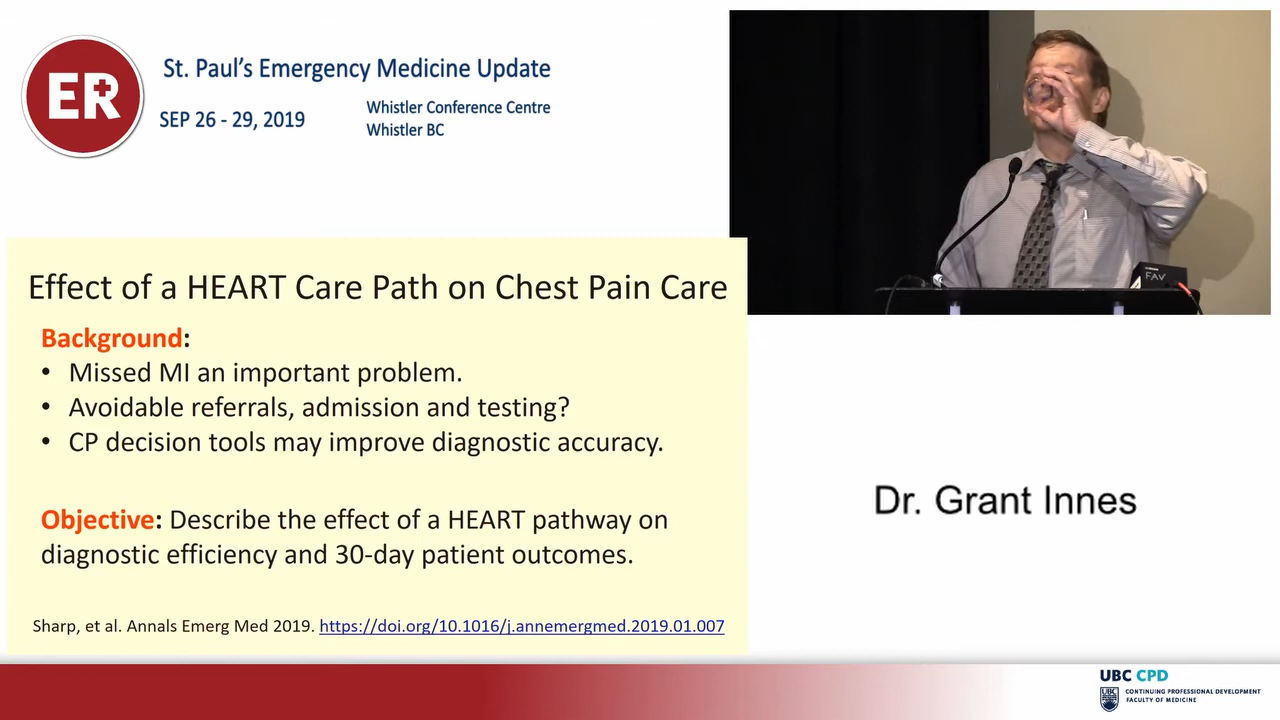 ER
St. Paul's Emergency Medicine Update
SEP 26 - 29, 2019
Whistler Conference Centre
Whistler BC
FAV
Effect of a HEART Care Path on Chest Pain Care
Background:
• Missed MI an important problem.
• Avoidable referrals, admission and testing?
• CP decision tools may improve diagnostic accuracy.
Objective: Describe the effect of a HEART pathway on
diagnostic efficiency and 30-day patient outcomes.
Sharp, et al. Annals Emerg Med 2019. https://doi.org/10.1016/j.annemergmed.2019.01.007
Dr. Grant Innes
UBC CPD
CONTINUING PROFESSIONAL DEVELOPMENT
FACULTY OF MEDICINE